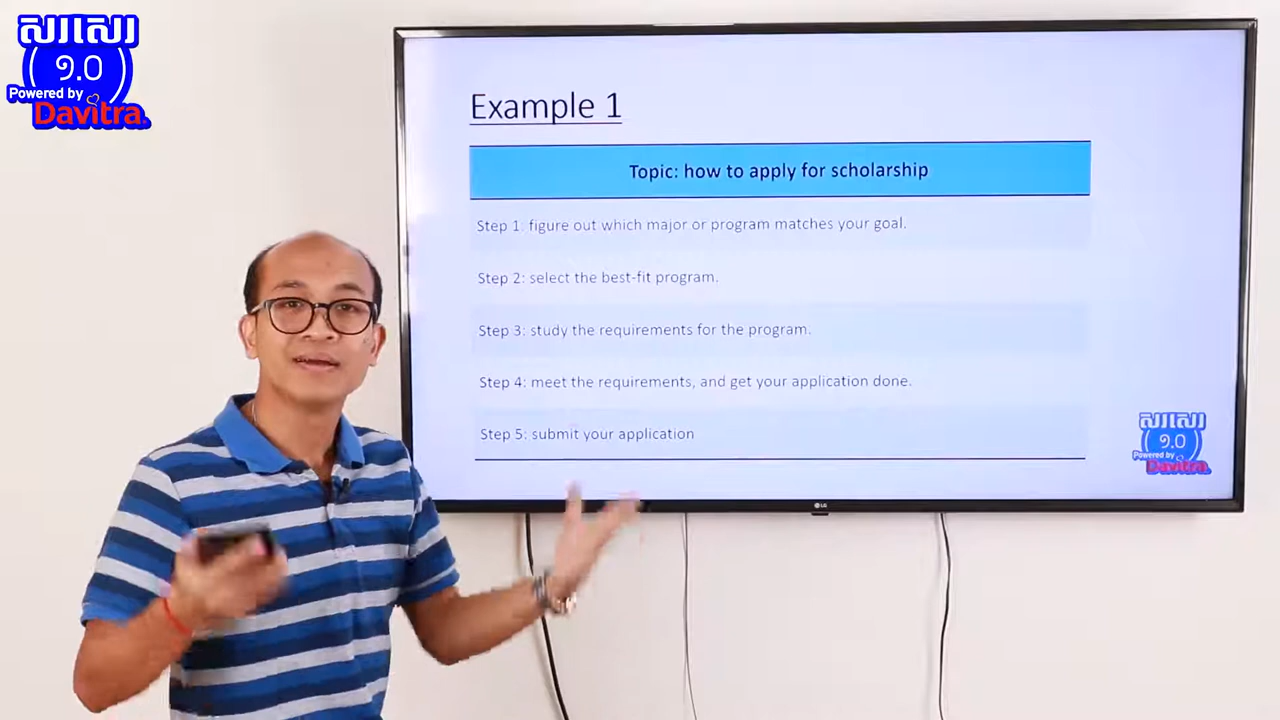 សរសេរ
១.០
Powered by
Davitra.
Example 1
Topic: how to apply for scholarship
Step 1: figure out which major or program matches your goal.
Step 2: select the best-fit program.
Step 3: study the requirements for the program.
Step 4: meet the requirements, and get your application done.
Step 5: submit your application
សរសេរ
១.០
Powered by
Davitra.
LG